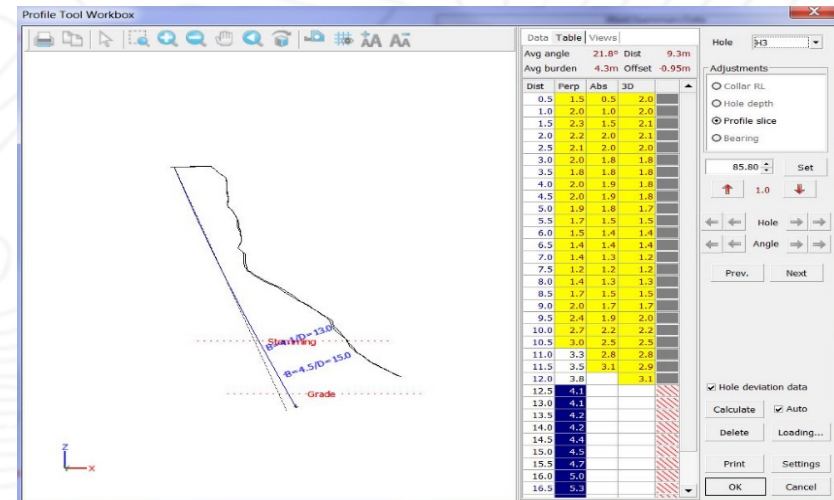 Profile Tool Workbox
Data Table Views
Avg angle 21.8° Dist 9.3m
Avg burden 4.3m Offset -0.95m
Dist Perp Abs 3D
0.5 1.5 0.5 2.0
1.0 2.0 1.0 2.0
1.5 2.3 1.5 2.1
2.0 2.2 2.0 2.1
2.5 2.1 2.0 2.0
3.0 2.0 1.8 1.8
3.5 1.8 1.8 1.8
4.0 2.0 1.9 1.8
4.5 2.0 1.9 1.8
5.0 1.9 1.8 1.7
5.5 1.7 1.5 1.5
6.0 1.5 1.4 1.4
6.5 1.4 1.4 1.4
7.0 1.4 1.3 1.2
7.5 1.2 1.2 1.2
8.0 1.4 1.3 1.3
8.5 1.7 1.5 1.5
9.0 2.0 1.7 1.7
9.5 2.4 1.9 2.0
10.0 2.7 2.2 2.2
10.5 3.0 2.5 2.5
11.0 3.3 2.8 2.8
11.5 3.5 3.1 2.9
12.0 3.8 3.1
12.5 4.1
13.0 4.1
13.5 4.2
14.0 4.2
14.5 4.4
15.0 4.5
15.5 4.7
16.0 5.0
16.5 5.3
Hole H3
Adjustments
Collar RL
Hole depth
Profile slice
Bearing
85.80 Set
1.0
Hole
Angle
Prev. Next
Hole deviation data
Calculate Auto
Delete Loading...
Print Settings
OK Cancel
Stemming
B=4.1/D=13.0
B=4.5/D=15.0
Grade
Z
X